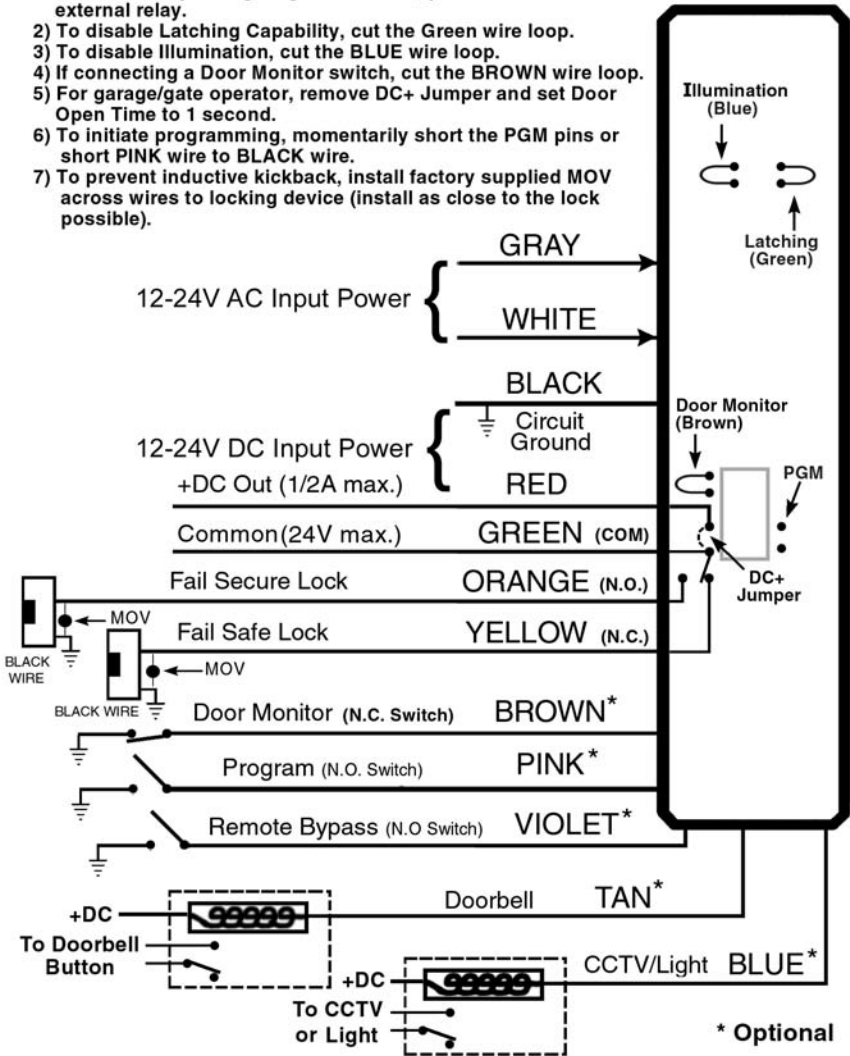 external relay.
2) To disable Latching Capability, cut the Green wire loop.
3) To disable Illumination, cut the BLUE wire loop.
4) If connecting a Door Monitor switch, cut the BROWN wire loop.
5) For garage/gate operator, remove DC+ Jumper and set Door
Open Time to 1 second.
6) To initiate programming, momentarily short the PGM pins or
short PINK wire to BLACK wire.
7) To prevent inductive kickback, install factory supplied MOV
across wires to locking device (install as close to the lock
possible).
Illumination
(Blue)
Latching
(Green)
GRAY
12-24V AC Input Power
WHITE
BLACK
Circuit
Ground
12-24V DC Input Power
Door Monitor
(Brown)
PGM
+DC Out (1/2A max.) RED
Common (24V max.) GREEN (COM)
DC+
Jumper
Fail Secure Lock ORANGE (N.O.)
MOV
BLACK
WIRE
Fail Safe Lock YELLOW (N.C.)
MOV
BLACK WIRE
Door Monitor (N.C. Switch) BROWN*
Program (N.O. Switch) PINK*
Remote Bypass (N.O Switch) VIOLET*
Doorbell TAN*
+DC
To Doorbell
Button
CCTV/Light BLUE*
+DC
To CCTV
or Light
* Optional